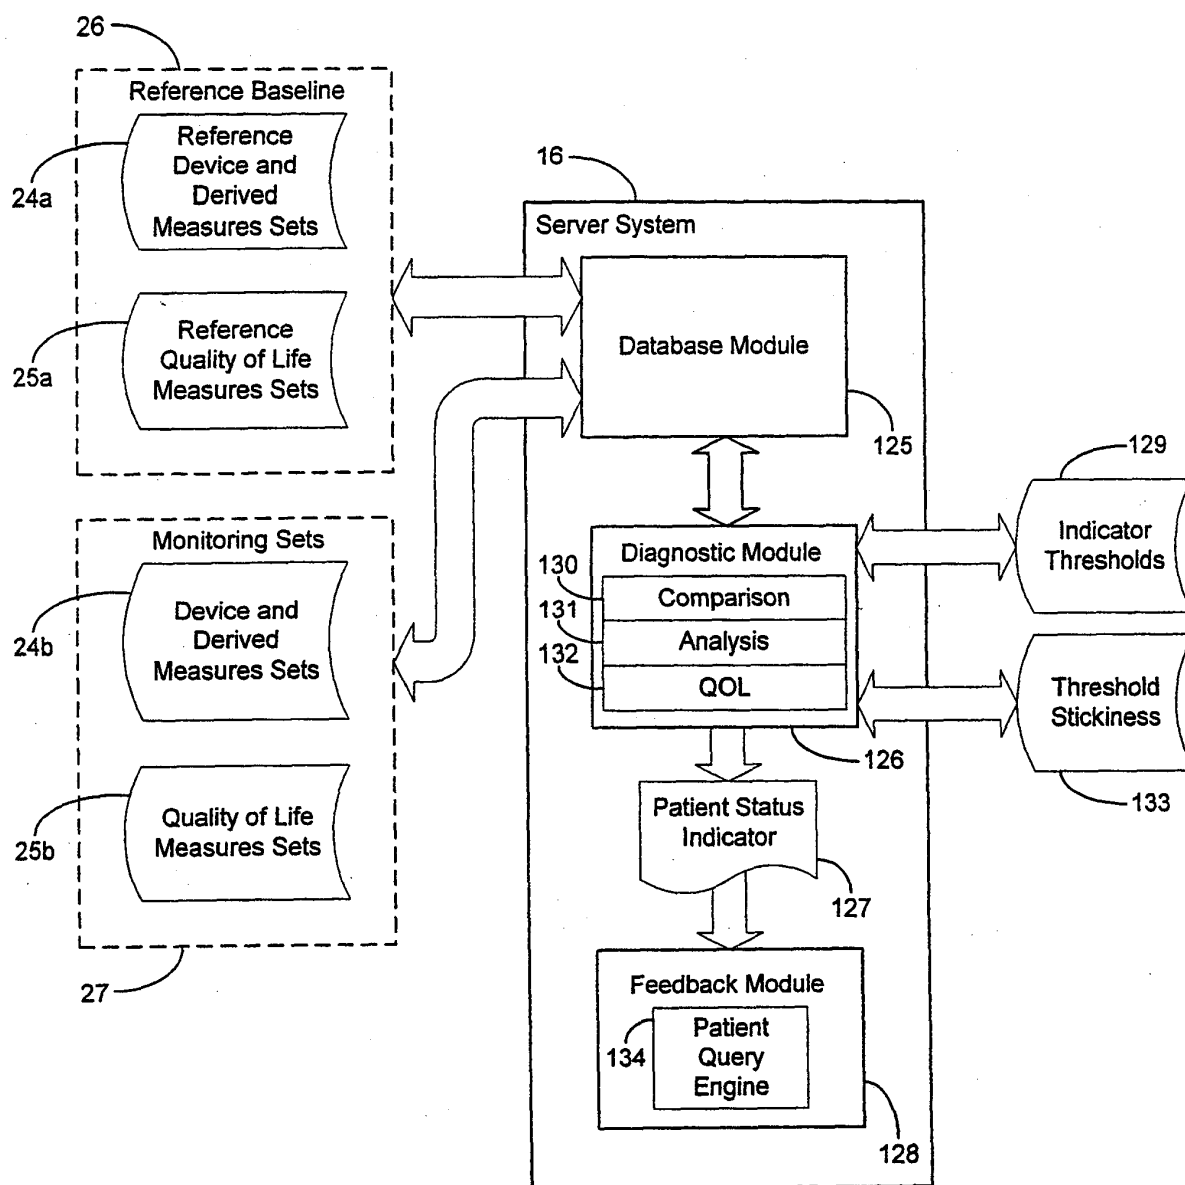 26
Reference Baseline
Reference
Device and
Derived
Measures Sets
24a
Reference
Quality of Life
Measures Sets
25a
Monitoring Sets
Device and
Derived
Measures Sets
24b
Quality of Life
Measures Sets
25b
27
16
Server System
Database Module
125
Diagnostic Module
130
Comparison
131
Analysis
132
QOL
126
129
Indicator
Thresholds
Threshold
Stickiness
133
Patient Status
Indicator
127
Feedback Module
134
Patient
Query
Engine
128